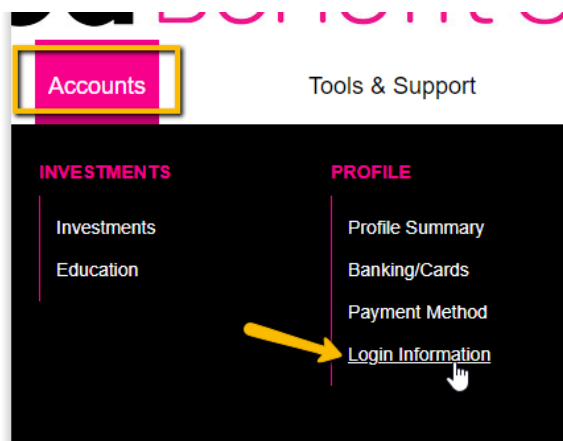 Accounts
Tools & Support
INVESTMENTS
Investments
Education
PROFILE
Profile Summary
Banking/Cards
Payment Method
Login Information